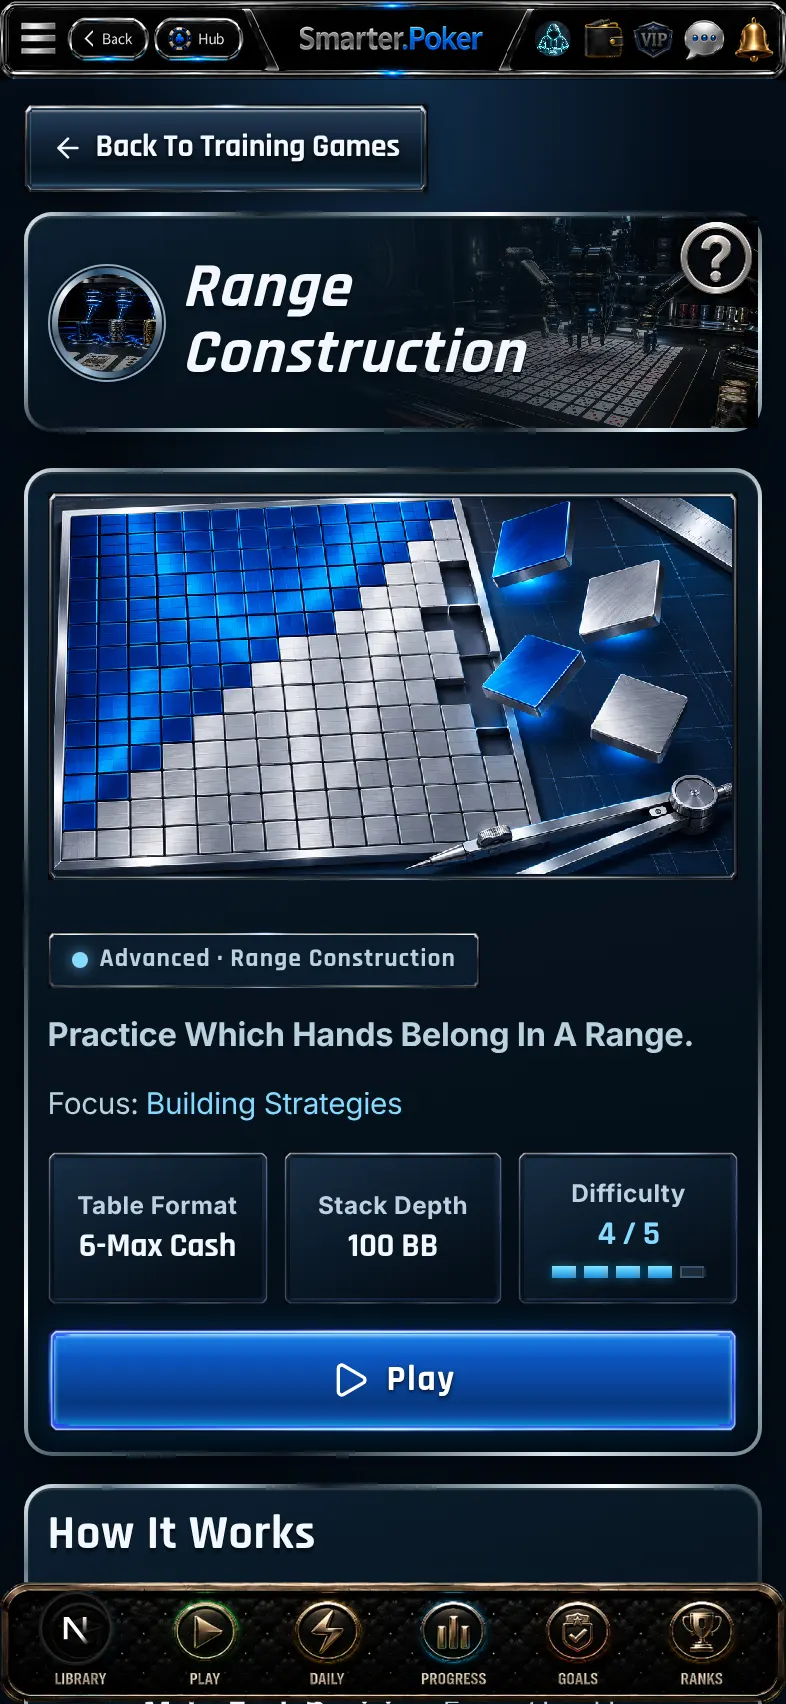 Back
Hub
Smarter.Poker
VIP
Back To Training Games
Range
Construction
?
Advanced · Range Construction
Practice Which Hands Belong In A Range.
Focus: Building Strategies
Table Format
6-Max Cash
Stack Depth
100 BB
Difficulty
4 / 5
Play
How It Works
N
LIBRARY
PLAY
DAILY
PROGRESS
GOALS
RANKS